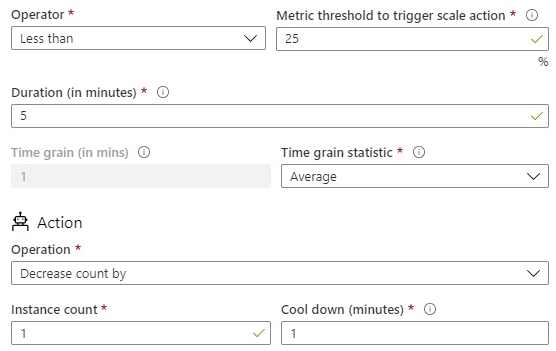 Operator *
Metric threshold to trigger scale action *
Less than
25
%
Duration (in minutes) *
5
Time grain (in mins)
Time grain statistic *
1
Average
Action
Operation *
Decrease count by
Instance count *
Cool down (minutes) *
1
1